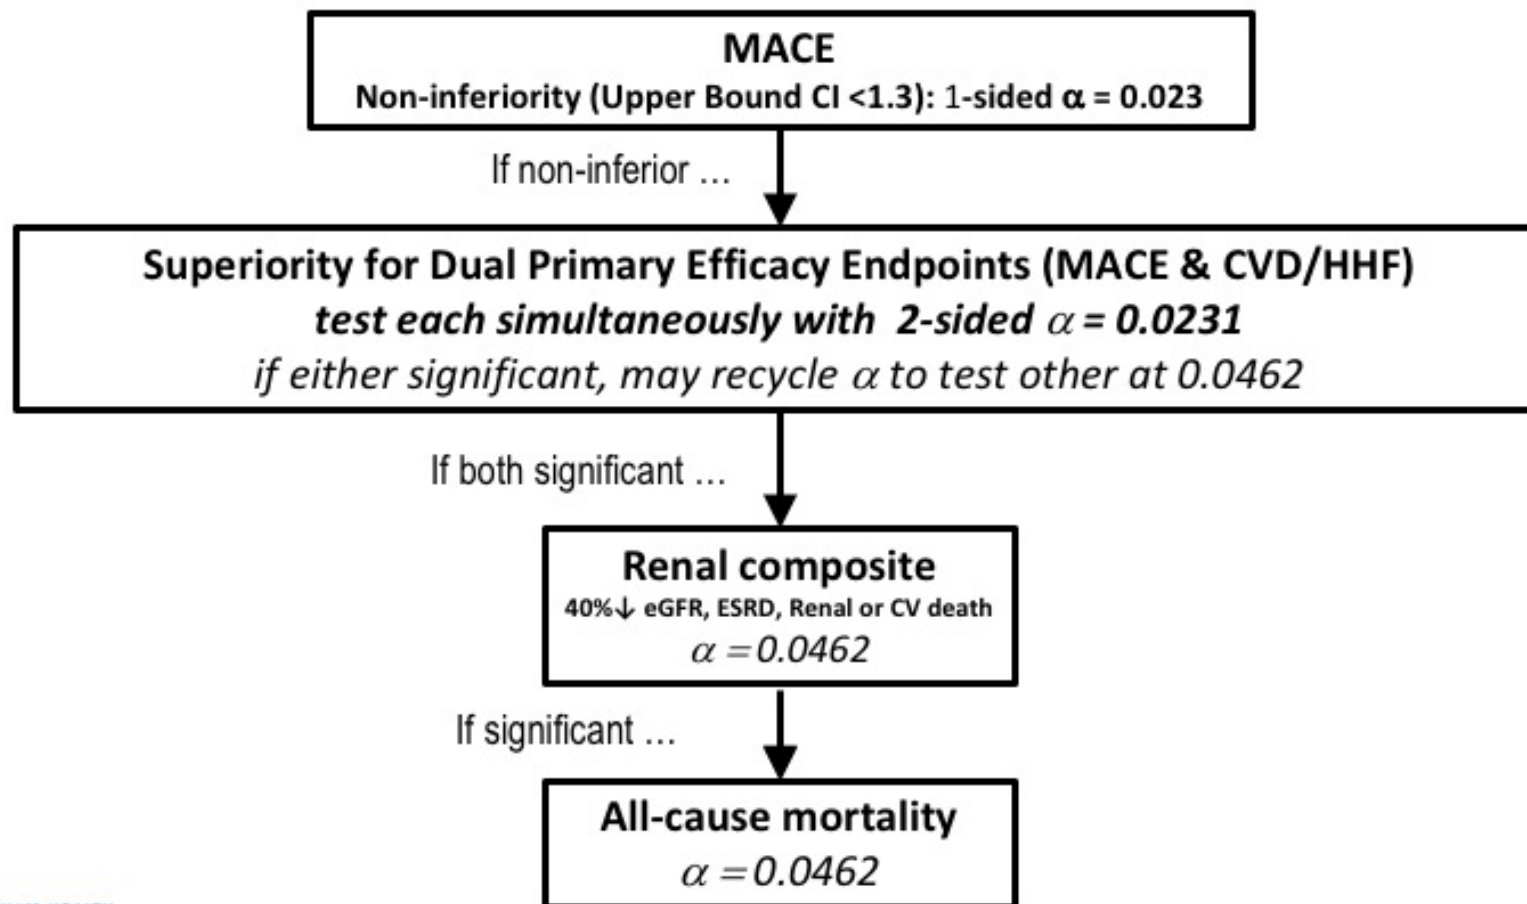 MACE
Non-inferiority (Upper Bound CI <1.3): 1-sided α = 0.023
If non-inferior …
Superiority for Dual Primary Efficacy Endpoints (MACE & CVD/HHF)
test each simultaneously with 2-sided α = 0.0231
if either significant, may recycle α to test other at 0.0462
If both significant …
Renal composite
40%↓ eGFR, ESRD, Renal or CV death
α = 0.0462
If significant …
All-cause mortality
α = 0.0462